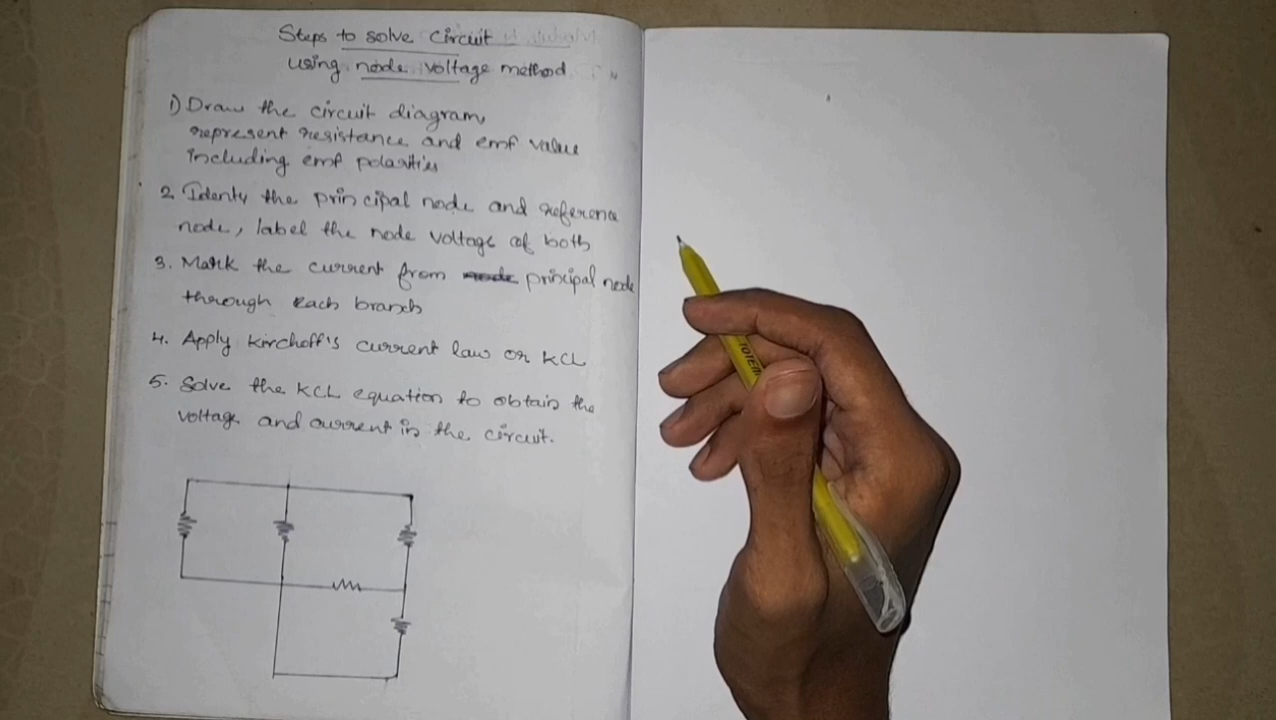 Steps to solve circuit
using node voltage method
1) Draw the circuit diagram,
represent resistance and emf value
including emf polarities
2. Identy the principal node and reference
node, label the node voltage of both
3. Mark the current from node principal node
through each branch
4. Apply kirchoff's current law or KCL
5. Solve the KCL equation to obtain the
voltage and current in the circuit.
TOTEM